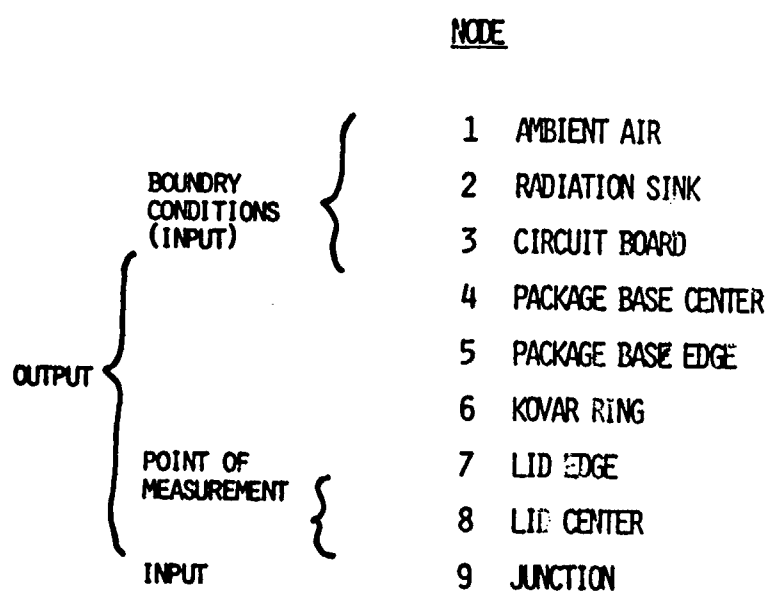 NODE
1 AMBIENT AIR
BOUNDRY
CONDITIONS
(INPUT)
2 RADIATION SINK
3 CIRCUIT BOARD
4 PACKAGE BASE CENTER
OUTPUT
5 PACKAGE BASE EDGE
6 KOVAR RING
POINT OF
MEASUREMENT
7 LID EDGE
8 LID CENTER
INPUT
9 JUNCTION